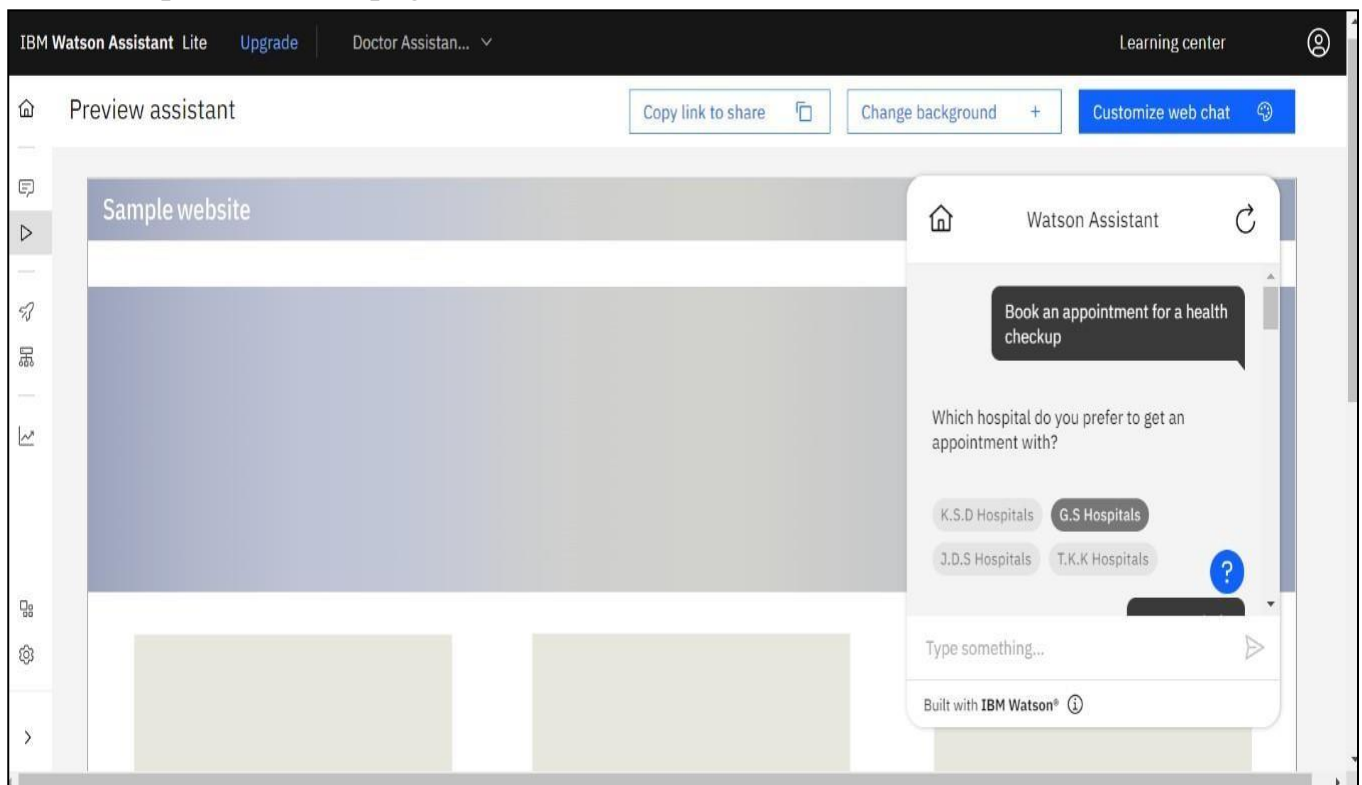 IBM Watson Assistant Lite Upgrade Doctor Assistan... Learning center
Preview assistant Copy link to share Change background + Customize web chat
Sample website
Watson Assistant
Book an appointment for a health
checkup
Which hospital do you prefer to get an
appointment with?
K.S.D Hospitals G.S Hospitals
J.D.S Hospitals T.K.K Hospitals
?
Type something...
Built with IBM Watson®